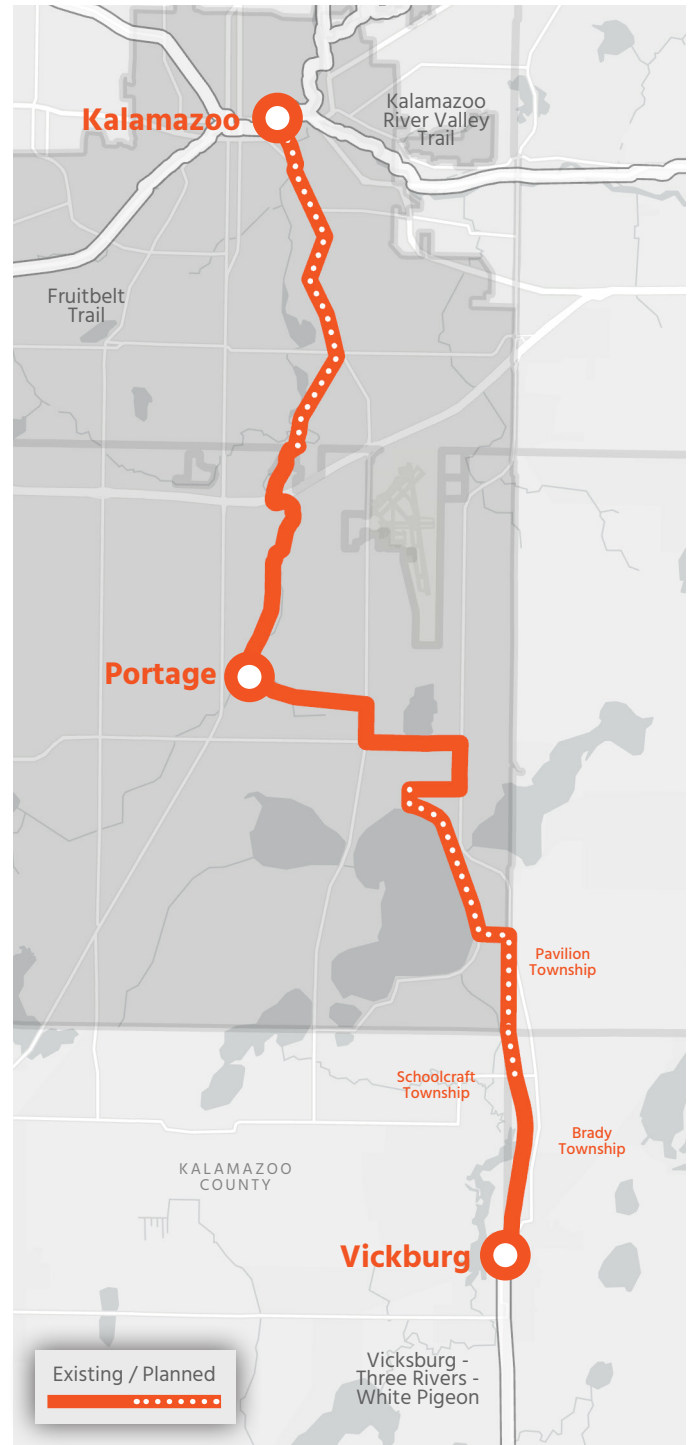 Kalamazoo
Kalamazoo
River Valley
Trail
Fruitbelt
Trail
Portage
Pavilion
Township
Schoolcraft
Township
Brady
Township
KALAMAZOO
COUNTY
Vickburg
Vicksburg -
Three Rivers -
White Pigeon
Existing / Planned